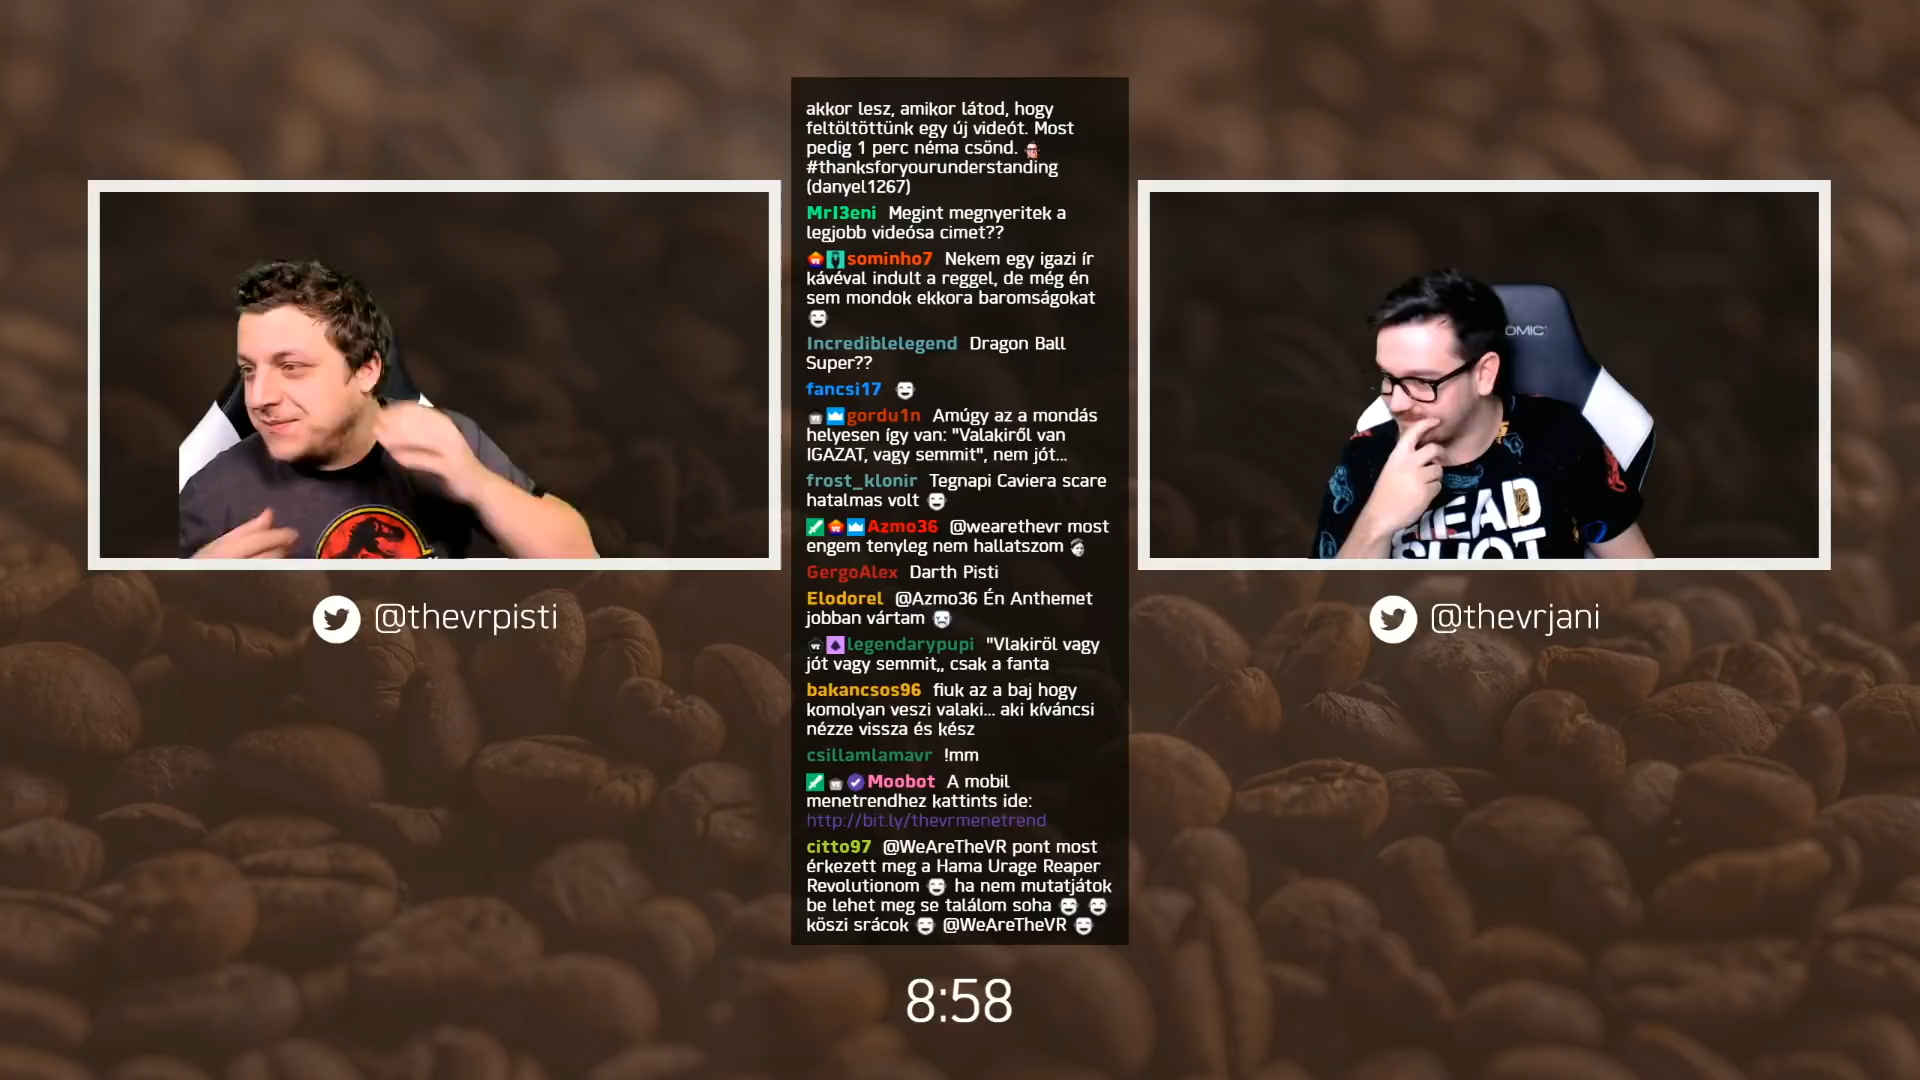 akkor lesz, amikor látod, hogy
feltöltöttünk egy új videót. Most
pedig 1 perc néma csönd.
#thanksforyourunderstanding
(danyel1267)
MrI3eni Megint megnyeritek a
legjobb videósa cimet??
sominho7 Nekem egy igazi ír
kávéval indult a reggel, de még én
sem mondok ekkora baromságokat
Incrediblelegend Dragon Ball
Super??
fancsi17
gordu1n Amúgy az a mondás
helyesen így van: "Valakiről van
IGAZAT, vagy semmit", nem jót...
frost_klonir Tegnapi Caviera scare
hatalmas volt
Azmo36 @wearethevr most
engem tenyleg nem hallatszom
GergoAlex Darth Pisti
Elodorel @Azmo36 Én Anthemet
jobban vártam
legendarypupi "Vlakiröl vagy
jót vagy semmit,, csak a fanta
bakancsos96 fiuk az a baj hogy
komolyan veszi valaki... aki kíváncsi
nézze vissza és kész
csillamlamavr !mm
Moobot A mobil
menetrendhez kattints ide:
http://bit.ly/thevrmenetrend
citto97 @WeAreTheVR pont most
érkezett meg a Hama Urage Reaper
Revolutionom ha nem mutatjátok
be lehet meg se találom soha
köszi srácok @WeAreTheVR
OMIC
HEAD
SHOT
@thevrpisti
@thevrjani
8:58